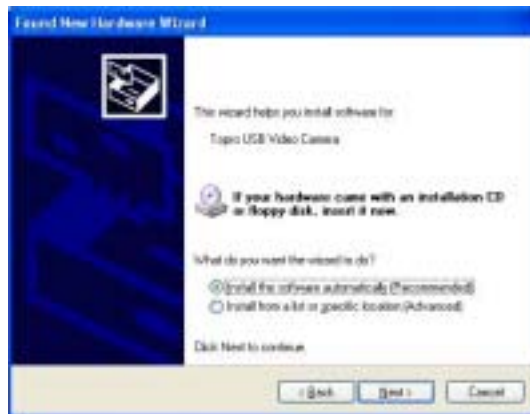 Found New Hardware Wizard
This wizard helps you install software for:
Topro USB Video Camera
If your hardware came with an installation CD
or floppy disk, insert it now.
What do you want the wizard to do?
Install the software automatically (Recommended)
Install from a list or specific location (Advanced)
Click Next to continue.
< Back
Next >
Cancel